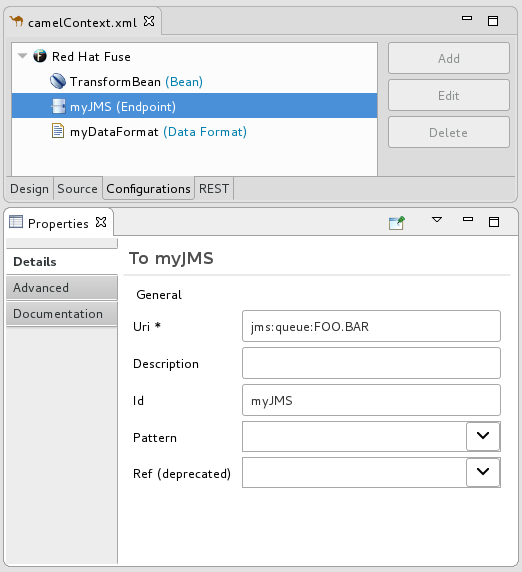 camelContext.xml
Red Hat Fuse
TransformBean (Bean)
myJMS (Endpoint)
myDataFormat (Data Format)
Add
Edit
Delete
Design Source Configurations REST
Properties
Details
Advanced
Documentation
To myJMS
General
Uri * jms:queue:FOO.BAR
Description
Id myJMS
Pattern
Ref (deprecated)